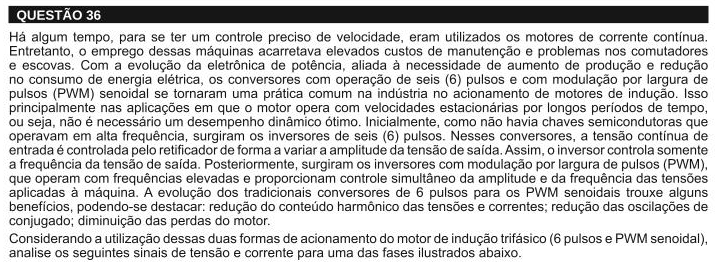 QUESTÃO 36
Há algum tempo, para se ter um controle preciso de velocidade, eram utilizados os motores de corrente contínua.
Entretanto, o emprego dessas máquinas acarretava elevados custos de manutenção e problemas nos comutadores
e escovas. Com a evolução da eletrônica de potência, aliada à necessidade de aumento de produção e redução
no consumo de energia elétrica, os conversores com operação de seis (6) pulsos e com modulação por largura de
pulsos (PWM) senoidal se tornaram uma prática comum na indústria no acionamento de motores de indução. Isso
principalmente nas aplicações em que o motor opera com velocidades estacionárias por longos períodos de tempo,
ou seja, não é necessário um desempenho dinâmico ótimo. Inicialmente, como não havia chaves semicondutoras que
operavam em alta frequência, surgiram os inversores de seis (6) pulsos. Nesses conversores, a tensão contínua de
entrada é controlada pelo retificador de forma a variar a amplitude da tensão de saída. Assim, o inversor controla somente
a frequência da tensão de saída. Posteriormente, surgiram os inversores com modulação por largura de pulsos (PWM),
que operam com frequências elevadas e proporcionam controle simultâneo da amplitude e da frequência das tensões
aplicadas à máquina. A evolução dos tradicionais conversores de 6 pulsos para os PWM senoidais trouxe alguns
benefícios, podendo-se destacar: redução do conteúdo harmônico das tensões e correntes; redução das oscilações de
conjugado; diminuição das perdas do motor.
Considerando a utilização dessas duas formas de acionamento do motor de indução trifásico (6 pulsos e PWM senoidal),
analise os seguintes sinais de tensão e corrente para uma das fases ilustrados abaixo.